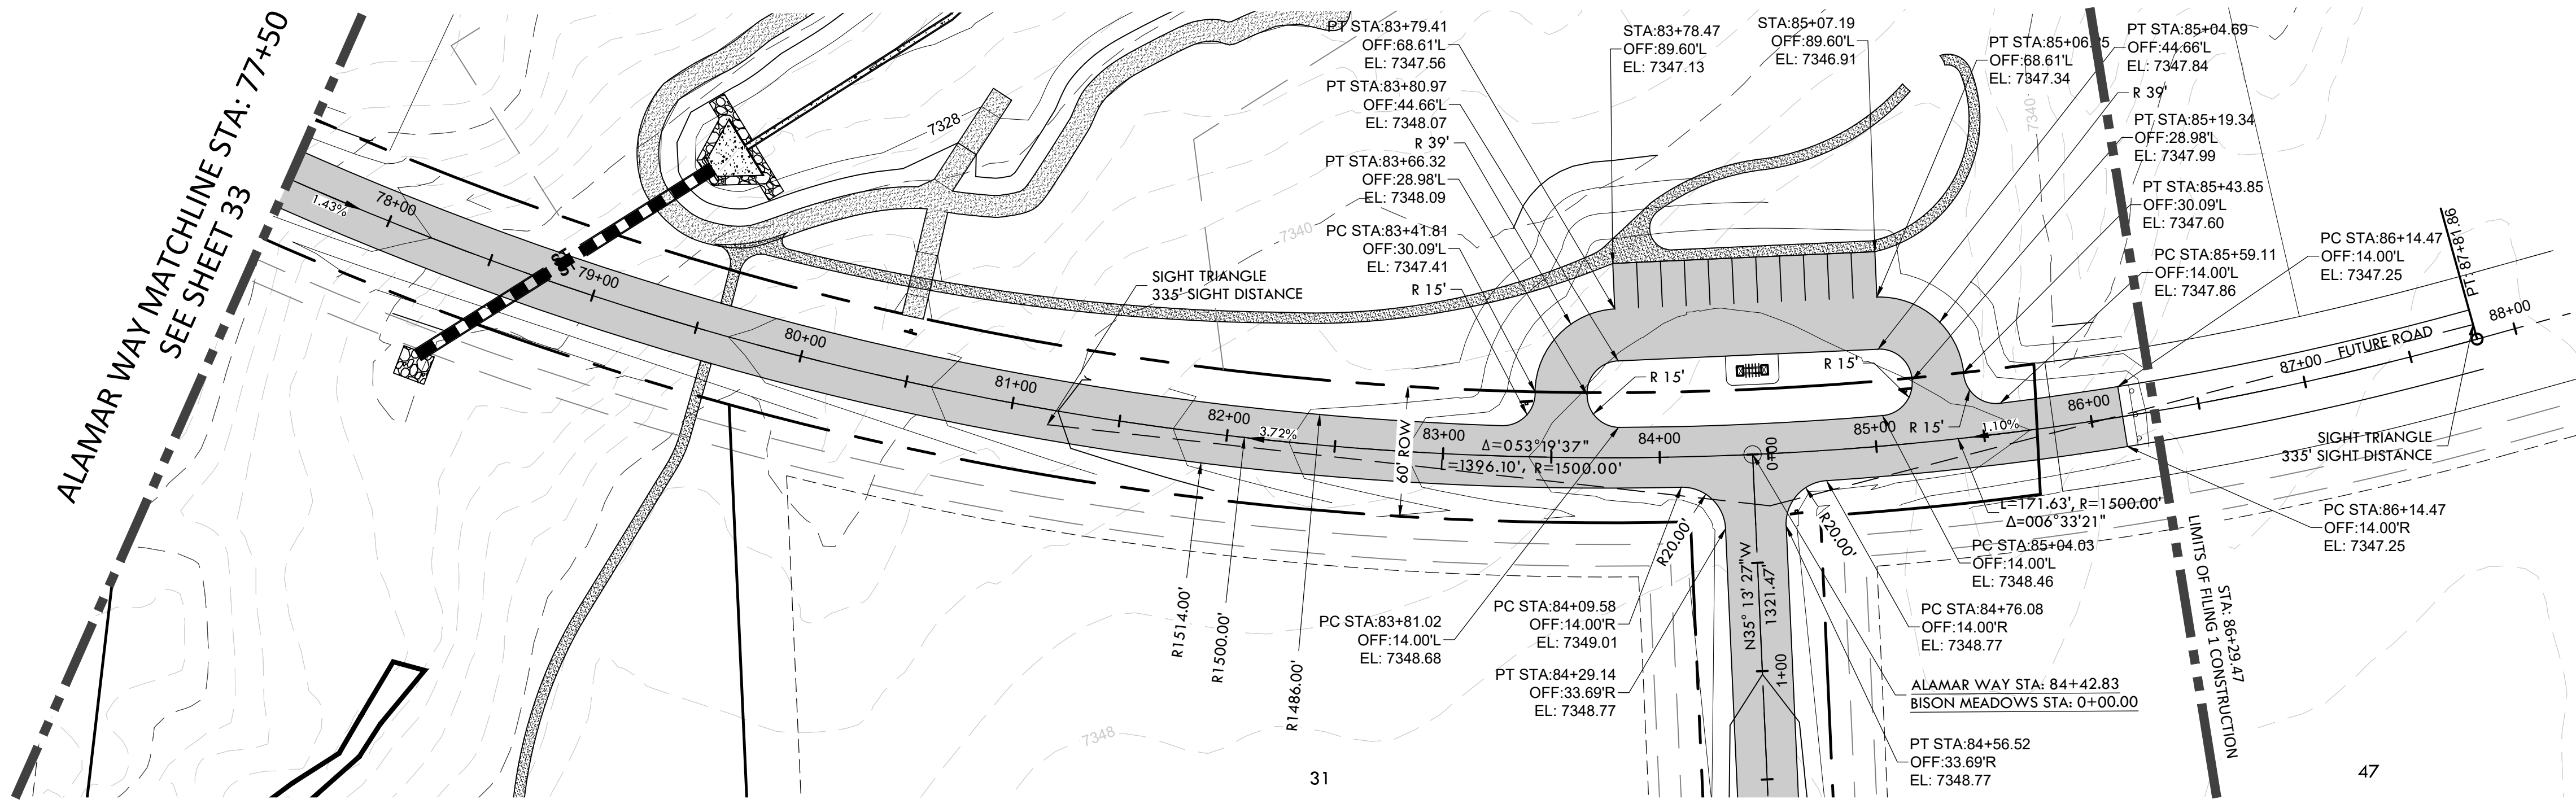 ALAMAR WAY MATCHLINE STA: 77+50
SEE SHEET 33
1.43%
78+00
79+00
7328
80+00
81+00
SIGHT TRIANGLE
335' SIGHT DISTANCE
7340
82+00
3.72%
83+00
60' ROW
Δ=053°19'37"
L=1396.10', R=1500.00'
84+00
0+00
85+00
1.10%
86+00
87+00
FUTURE ROAD
88+00
PT: 87+81.86
PT STA:83+79.41
OFF:68.61'L
EL: 7347.56
PT STA:83+80.97
OFF:44.66'L
EL: 7348.07
R 39'
PT STA:83+66.32
OFF:28.98'L
EL: 7348.09
PC STA:83+41.81
OFF:30.09'L
EL: 7347.41
R 15'
STA:83+78.47
OFF:89.60'L
EL: 7347.13
STA:85+07.19
OFF:89.60'L
EL: 7346.91
OFF:68.61'L
EL: 7347.34
PT STA:85+04.69
OFF:44.66'L
EL: 7347.84
R 39'
PT STA:85+19.34
OFF:28.98'L
EL: 7347.99
7340
PT STA:85+43.85
OFF:30.09'L
EL: 7347.60
PC STA:85+59.11
OFF:14.00'L
EL: 7347.86
PC STA:86+14.47
OFF:14.00'L
EL: 7347.25
R 15'
R 15'
R 15'
SIGHT TRIANGLE
335' SIGHT DISTANCE
L=171.63', R=1500.00'
Δ=006°33'21"
PC STA:86+14.47
OFF:14.00'R
EL: 7347.25
PC STA:85+04.03
OFF:14.00'L
EL: 7348.46
R20.00'
R20.00'
N35° 13' 27"W
1321.47'
1+00
R1514.00'
R1500.00'
R1486.00'
PC STA:83+81.02
OFF:14.00'L
EL: 7348.68
PC STA:84+09.58
OFF:14.00'R
EL: 7349.01
PT STA:84+29.14
OFF:33.69'R
EL: 7348.77
PC STA:84+76.08
OFF:14.00'R
EL: 7348.77
ALAMAR WAY STA: 84+42.83
BISON MEADOWS STA: 0+00.00
PT STA:84+56.52
OFF:33.69'R
EL: 7348.77
STA: 86+29.47
LIMITS OF FILING 1 CONSTRUCTION
7348
31
47